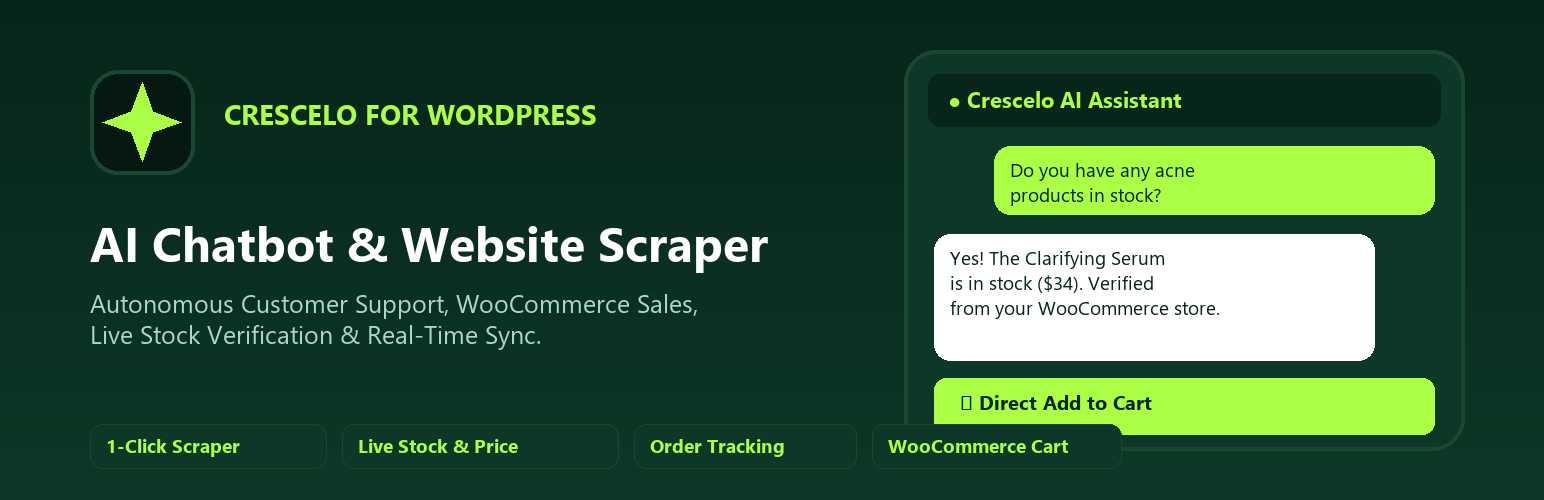 CRESCELO FOR WORDPRESS
AI Chatbot & Website Scraper
Autonomous Customer Support, WooCommerce Sales,
Live Stock Verification & Real-Time Sync.
1-Click Scraper
Live Stock & Price
Order Tracking
WooCommerce Cart
● Crescelo AI Assistant
Do you have any acne
products in stock?
Yes! The Clarifying Serum
is in stock ($34). Verified
from your WooCommerce store.
Direct Add to Cart